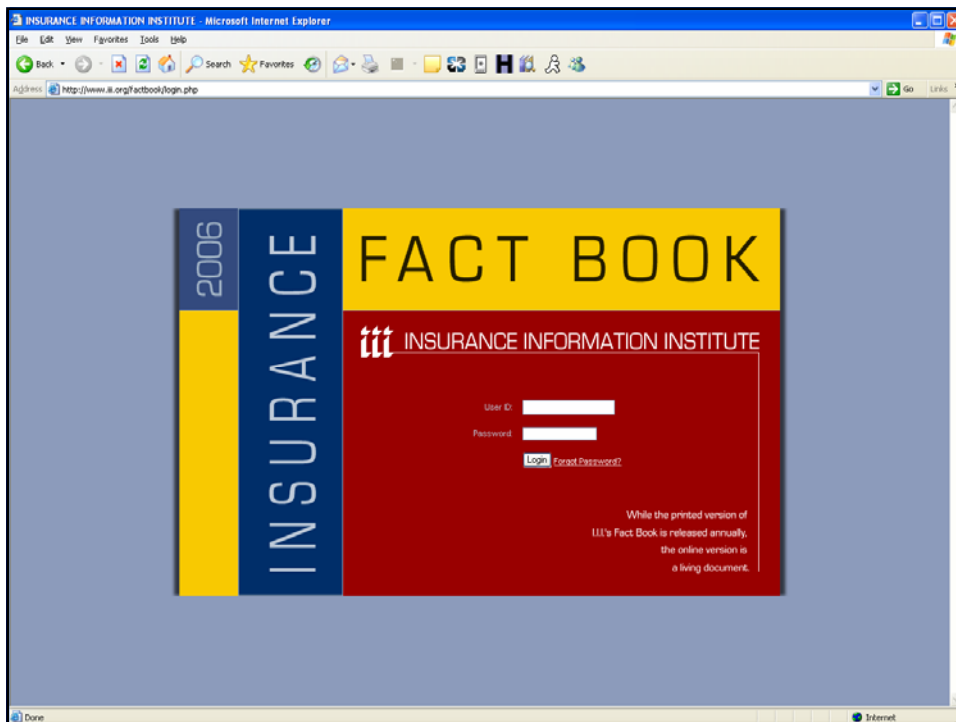 INSURANCE INFORMATION INSTITUTE - Microsoft Internet Explorer
File Edit View Favorites Tools Help
Back Search Favorites
Address http://www.iii.org/factbook/login.php Go Links
2006
INSURANCE
FACT BOOK
iii INSURANCE INFORMATION INSTITUTE
User ID:
Password:
Login Forgot Password?
While the printed version of
I.I.I.'s Fact Book is released annually,
the online version is
a living document.
Done Internet